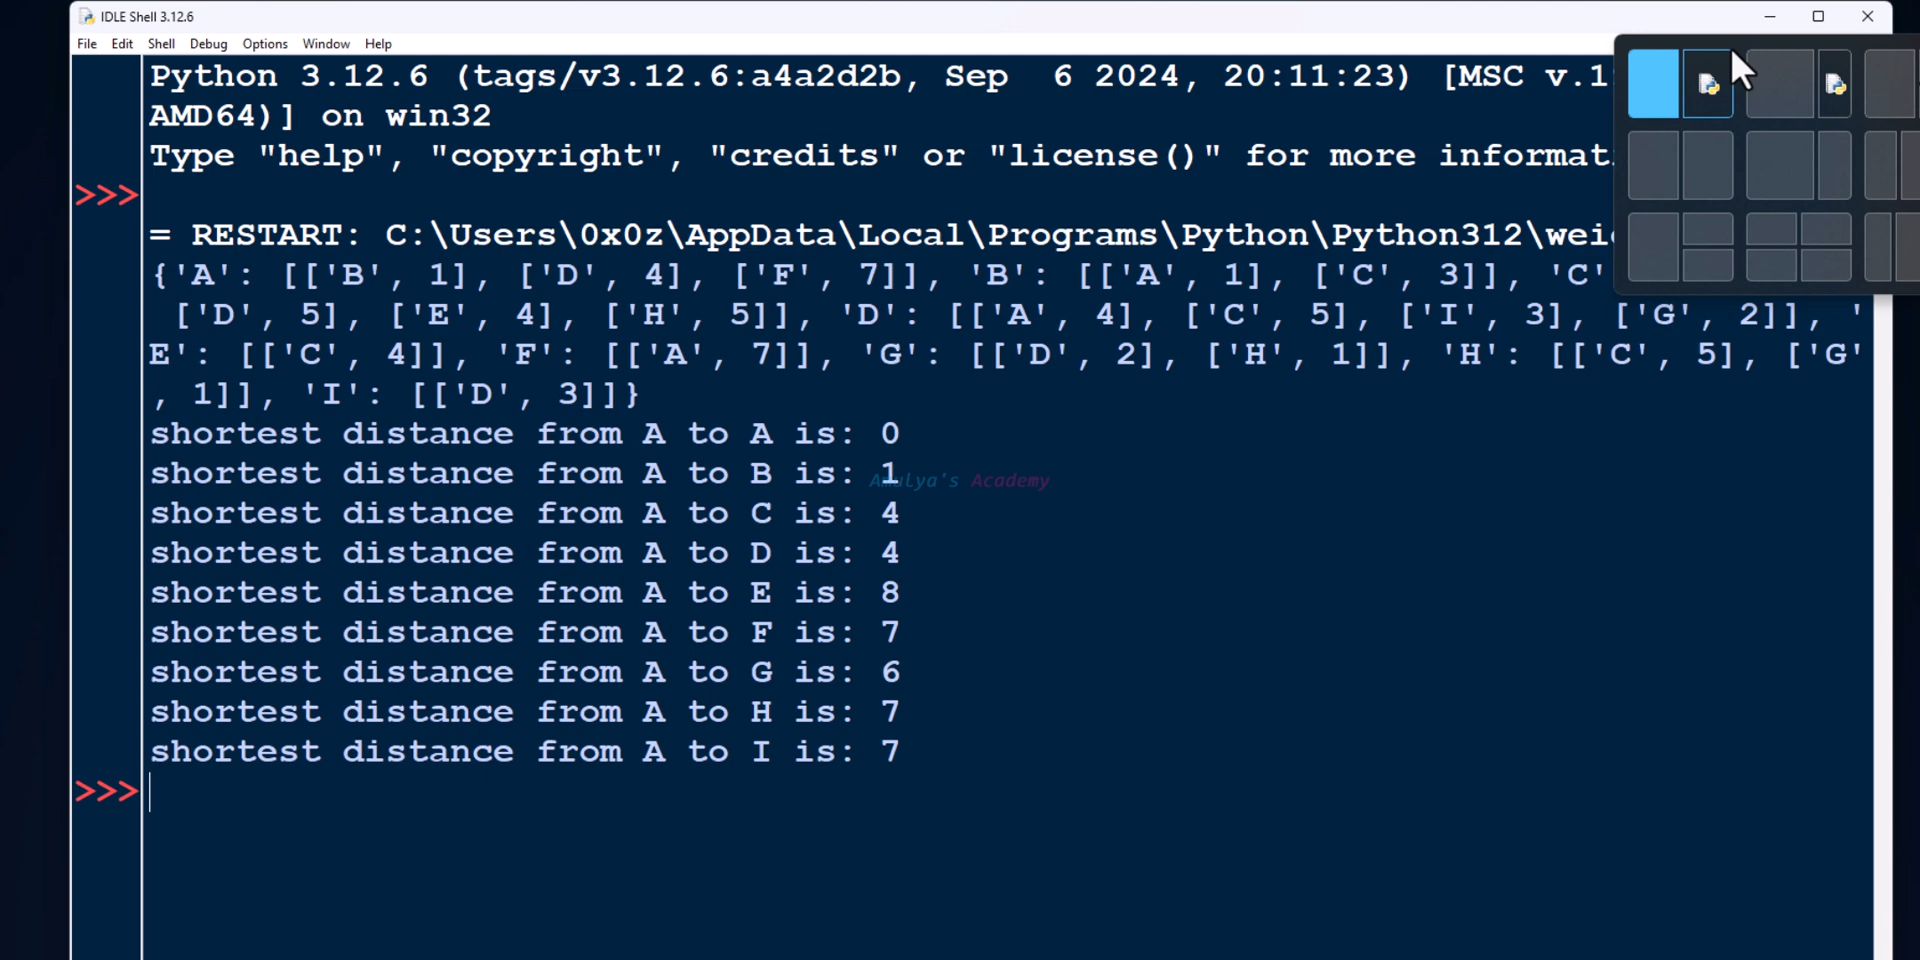 IDLE Shell 3.12.6
File Edit Shell Debug Options Window Help
Python 3.12.6 (tags/v3.12.6:a4a2d2b, Sep  6 2024, 20:11:23) [MSC v.1
AMD64)] on win32
Type "help", "copyright", "credits" or "license()" for more informat
>>>
= RESTART: C:\Users\0x0z\AppData\Local\Programs\Python\Python312\wei
{'A': [['B', 1], ['D', 4], ['F', 7]], 'B': [['A', 1], ['C', 3]], 'C'
['D', 5], ['E', 4], ['H', 5]], 'D': [['A', 4], ['C', 5], ['I', 3], ['G', 2]], '
E': [['C', 4]], 'F': [['A', 7]], 'G': [['D', 2], ['H', 1]], 'H': [['C', 5], ['G'
, 1]], 'I': [['D', 3]]}
shortest distance from A to A is: 0
shortest distance from A to B is: 1
Amulya's Academy
shortest distance from A to C is: 4
shortest distance from A to D is: 4
shortest distance from A to E is: 8
shortest distance from A to F is: 7
shortest distance from A to G is: 6
shortest distance from A to H is: 7
shortest distance from A to I is: 7
>>>